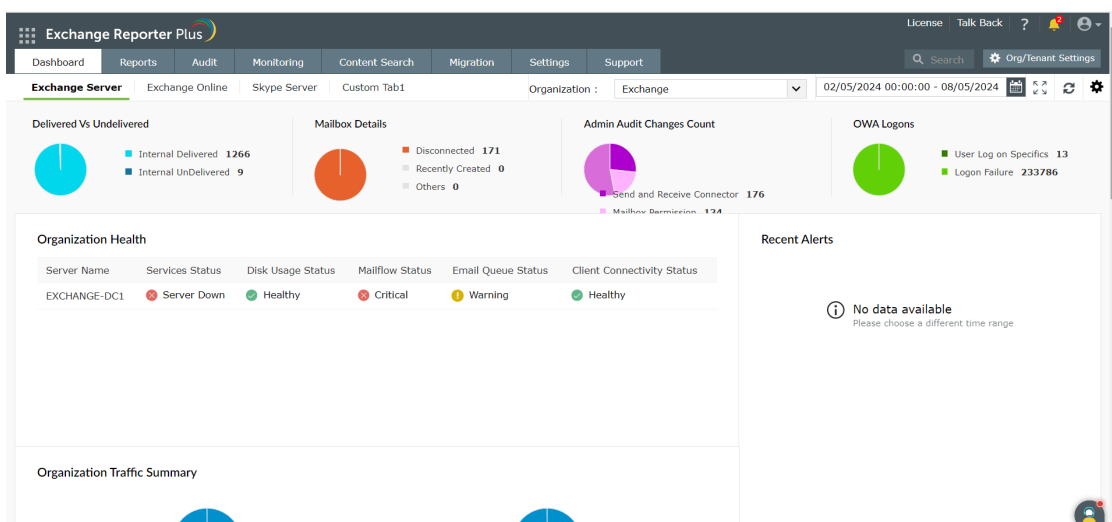 License Talk Back ? 2
Exchange Reporter Plus
Dashboard Reports Audit Monitoring Content Search Migration Settings Support
Search Org/Tenant Settings
Exchange Server Exchange Online Skype Server Custom Tab1 Organization : Exchange 02/05/2024 00:00:00 - 08/05/2024
Delivered Vs Undelivered
Internal Delivered 1266
Internal UnDelivered 9
Mailbox Details
Disconnected 171
Recently Created 0
Others 0
Admin Audit Changes Count
Send and Receive Connector 176
Mailbox Permission 134
OWA Logons
User Log on Specifics 13
Logon Failure 233786
Organization Health
Server Name Services Status Disk Usage Status Mailflow Status Email Queue Status Client Connectivity Status
EXCHANGE-DC1 Server Down Healthy Critical Warning Healthy
Recent Alerts
No data available
Please choose a different time range
Organization Traffic Summary